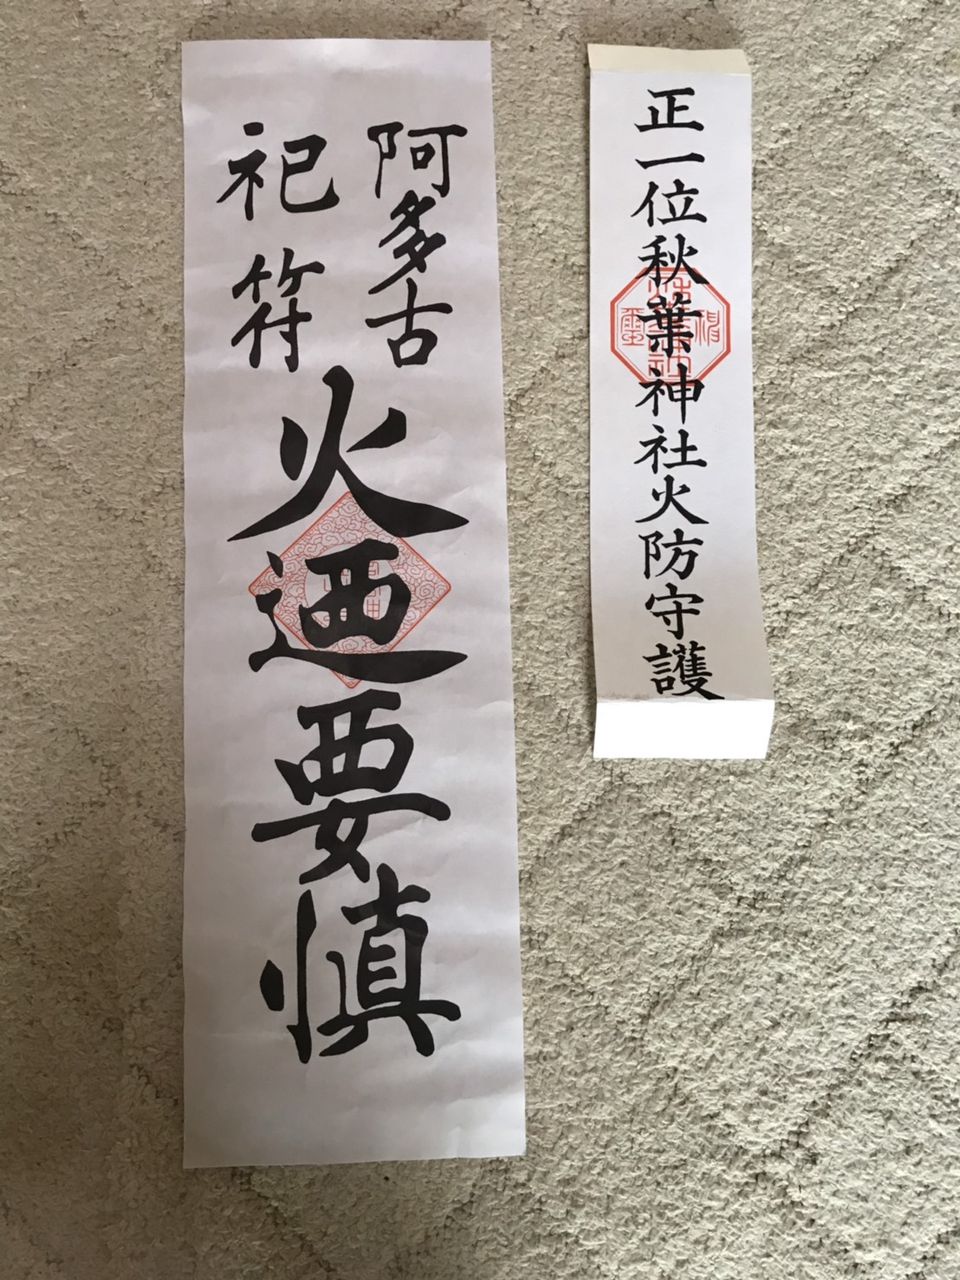 阿多古
祀符
火迺要慎
正一位秋葉神社火防守護